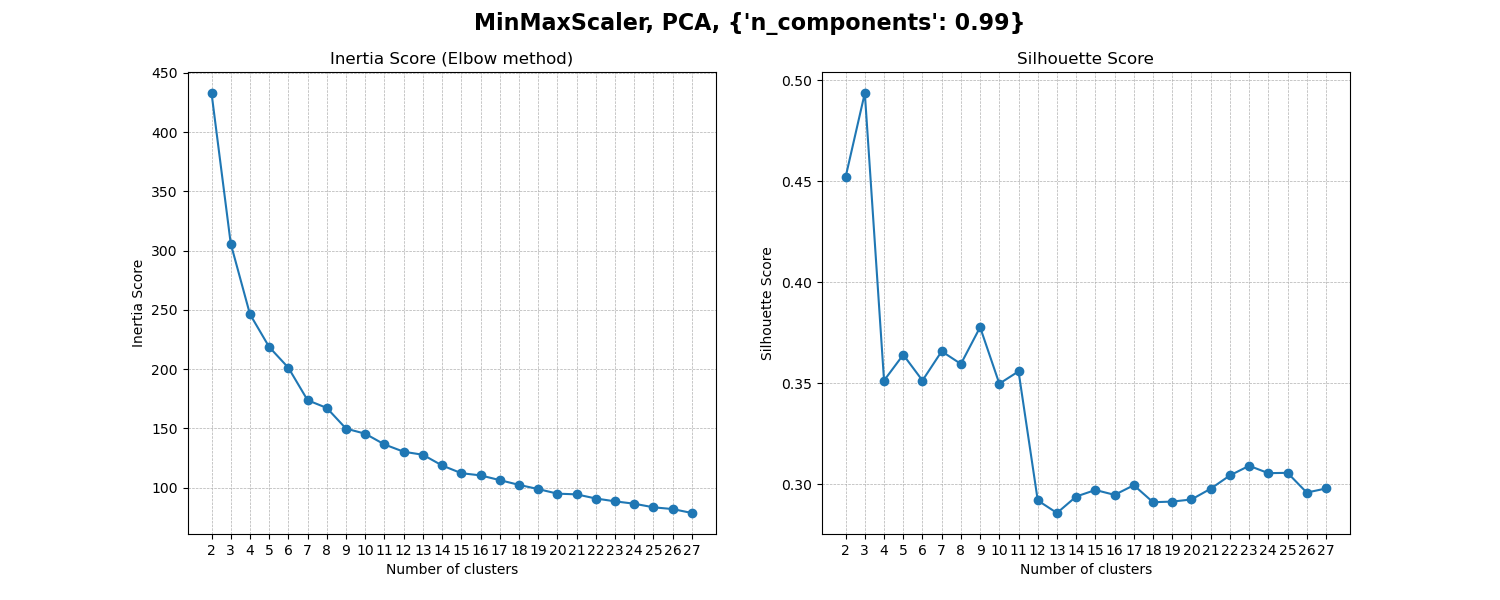 MinMaxScaler, PCA, {'n_components': 0.99}
Inertia Score (Elbow method)
Inertia Score
450
400
350
300
250
200
150
100
2 3 4 5 6 7 8 9 10 11 12 13 14 15 16 17 18 19 20 21 22 23 24 25 26 27
Number of clusters
Silhouette Score
Silhouette Score
0.50
0.45
0.40
0.35
0.30
2 3 4 5 6 7 8 9 10 11 12 13 14 15 16 17 18 19 20 21 22 23 24 25 26 27
Number of clusters